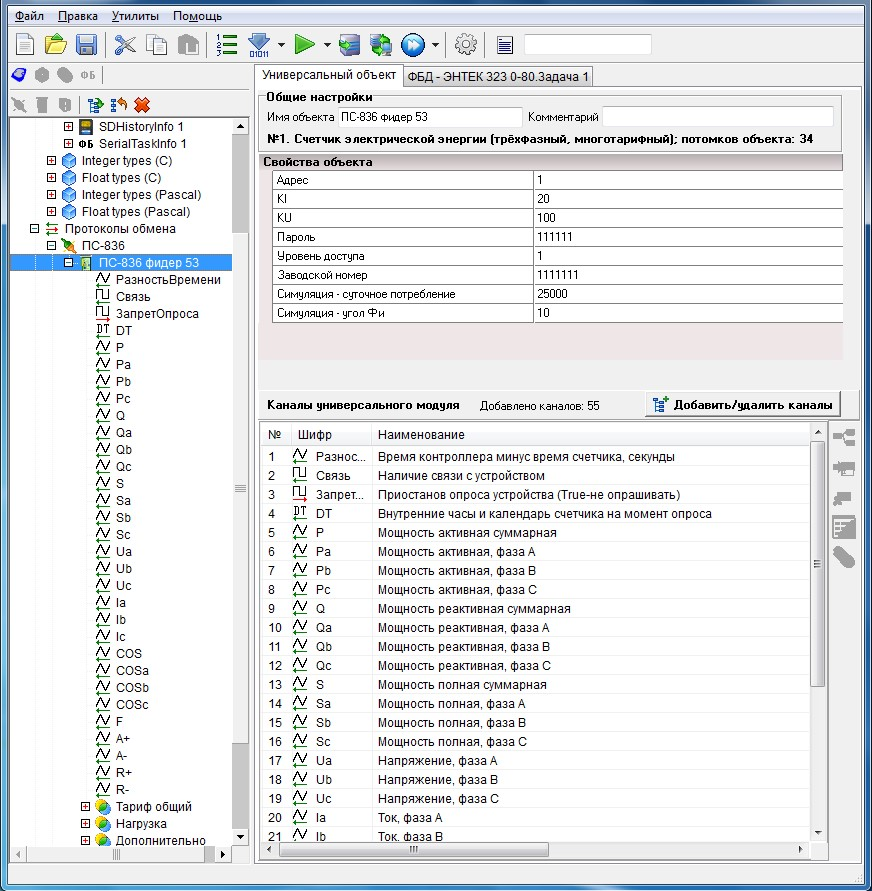 Файл Правка Утилиты Помощь
01011
ФБ
Универсальный объект ФБД - ЭНТЕК 323 0-80.Задача 1
SDHistoryInfo 1
ФБ SerialTaskInfo 1
Integer types (C)
Float types (C)
Integer types (Pascal)
Float types (Pascal)
Протоколы обмена
ПС-836
ПС-836 фидер 53
РазностьВремени
Связь
ЗапретОпроса
DT DT
P
Pa
Pb
Pc
Q
Qa
Qb
Qc
S
Sa
Sb
Sc
Ua
Ub
Uc
Ia
Ib
Ic
COS
COSa
COSb
COSc
F
A+
A-
R+
R-
Тариф общий
Нагрузка
Дополнительно
Общие настройки
Имя объекта ПС-836 фидер 53 Комментарий
№1. Счетчик электрической энергии (трёхфазный, многотарифный); потомков объекта: 34
Свойства объекта
Адрес 1
KI 20
KU 100
Пароль 111111
Уровень доступа 1
Заводской номер 1111111
Симуляция - суточное потребление 25000
Симуляция - угол Фи 10
Каналы универсального модуля Добавлено каналов: 55 Добавить/удалить каналы
№ Шифр Наименование
1 Разнос... Время контроллера минус время счетчика, секунды
2 Связь Наличие связи с устройством
3 Запрет... Приостанов опроса устройства (True-не опрашивать)
4 DT DT Внутренние часы и календарь счетчика на момент опроса
5 P Мощность активная суммарная
6 Pa Мощность активная, фаза A
7 Pb Мощность активная, фаза B
8 Pc Мощность активная, фаза C
9 Q Мощность реактивная суммарная
10 Qa Мощность реактивная, фаза A
11 Qb Мощность реактивная, фаза B
12 Qc Мощность реактивная, фаза C
13 S Мощность полная суммарная
14 Sa Мощность полная, фаза A
15 Sb Мощность полная, фаза B
16 Sc Мощность полная, фаза C
17 Ua Напряжение, фаза A
18 Ub Напряжение, фаза B
19 Uc Напряжение, фаза C
20 Ia Ток, фаза A
21 Ib Ток, фаза B